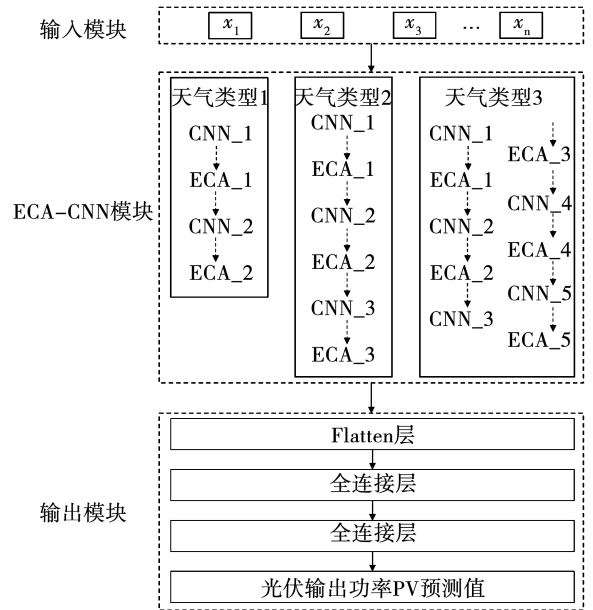 输入模块
x1 x2 x3 … xn
ECA-CNN模块
天气类型1
CNN_1
ECA_1
CNN_2
ECA_2
天气类型2
CNN_1
ECA_1
CNN_2
ECA_2
CNN_3
ECA_3
天气类型3
CNN_1
ECA_1
CNN_2
ECA_2
CNN_3
ECA_3
CNN_4
ECA_4
CNN_5
ECA_5
输出模块
Flatten层
全连接层
全连接层
光伏输出功率PV预测值